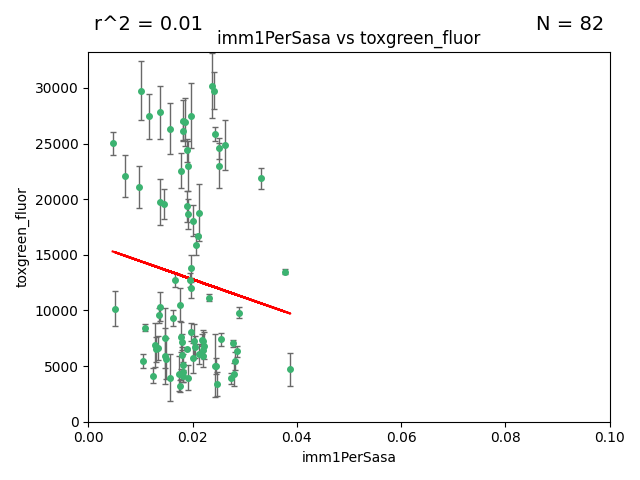 r^2 = 0.01
N = 82
imm1PerSasa vs toxgreen_fluor
toxgreen_fluor
30000
25000
20000
15000
10000
5000
0
0.00 0.02 0.04 0.06 0.08 0.10
imm1PerSasa